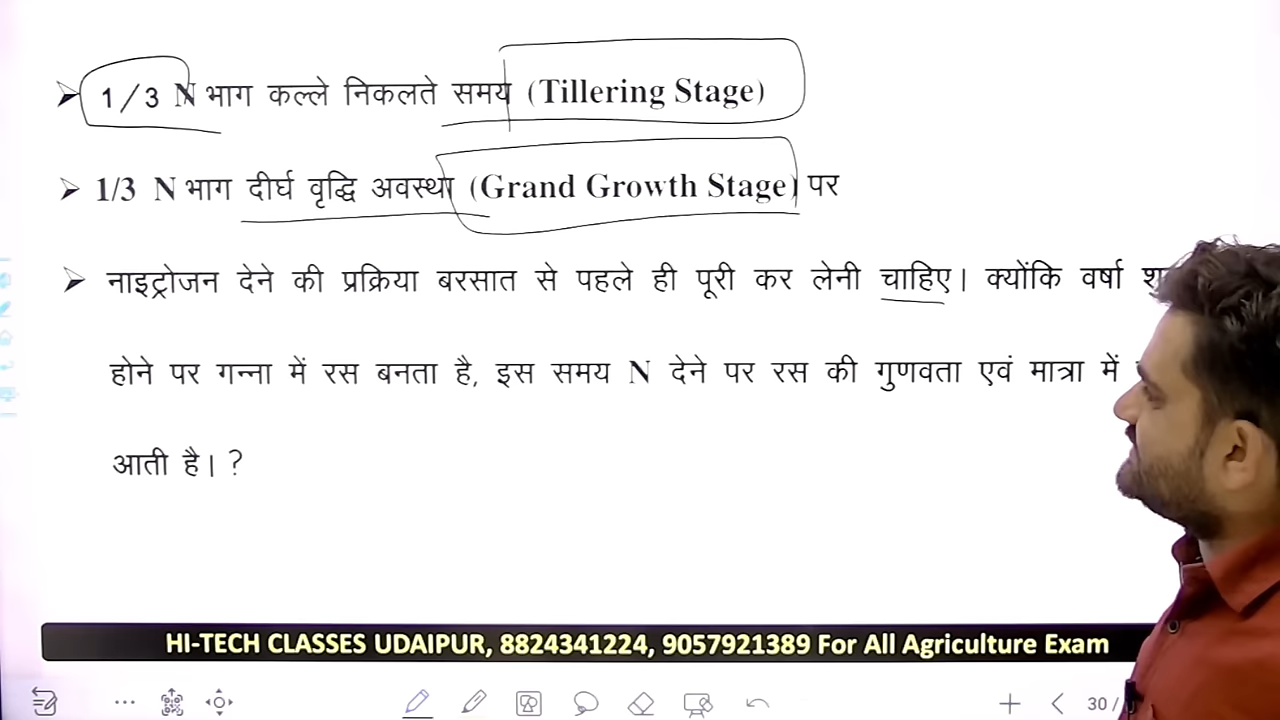 1/3 N भाग कल्ले निकलते समय (Tillering Stage)
1/3 N भाग दीर्घ वृद्धि अवस्था (Grand Growth Stage) पर
नाइट्रोजन देने की प्रक्रिया बरसात से पहले ही पूरी कर लेनी चाहिए। क्योंकि वर्षा
होने पर गन्ना में रस बनता है, इस समय N देने पर रस की गुणवता एवं मात्रा में
आती है। ?
HI-TECH CLASSES UDAIPUR, 8824341224, 9057921389 For All Agriculture Exam
30/